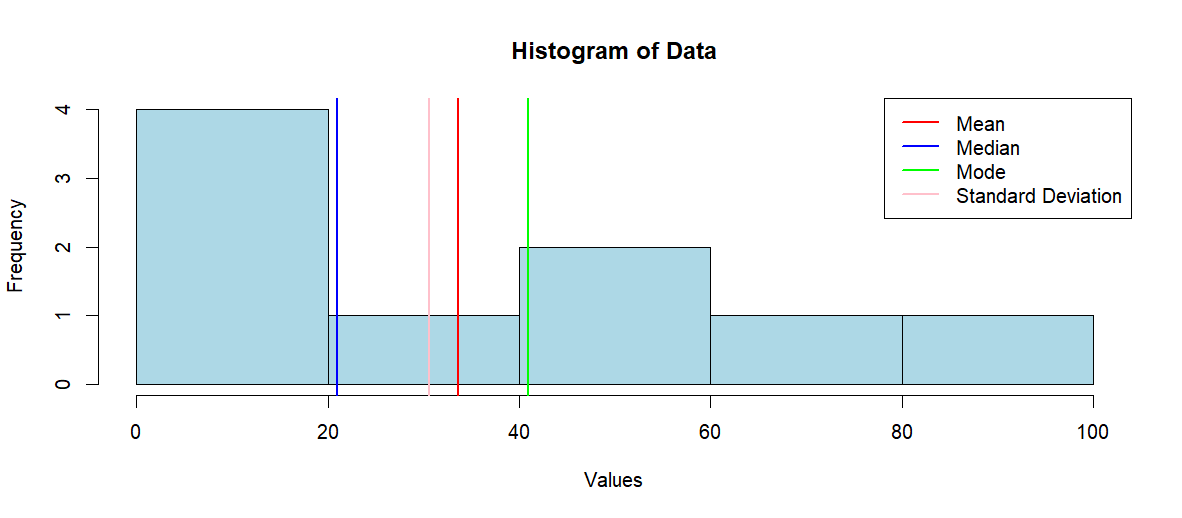 Histogram of Data
Mean
Median
Mode
Standard Deviation
Frequency
4
3
2
1
0
0 20 40 60 80 100
Values